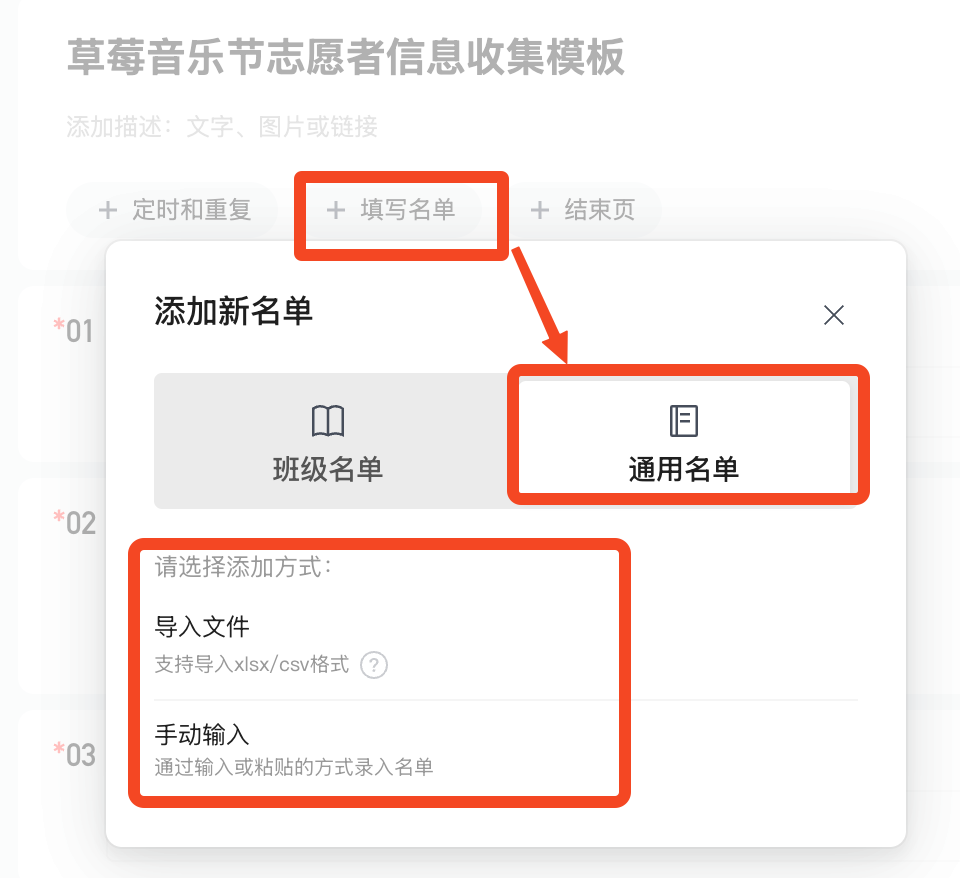 草莓音乐节志愿者信息收集模板
添加描述：文字、图片或链接
+ 定时和重复
+ 填写名单
+ 结束页
添加新名单
*01
班级名单
通用名单
*02
请选择添加方式：
导入文件
支持导入xlsx/csv格式 ?
手动输入
*03
通过输入或粘贴的方式录入名单